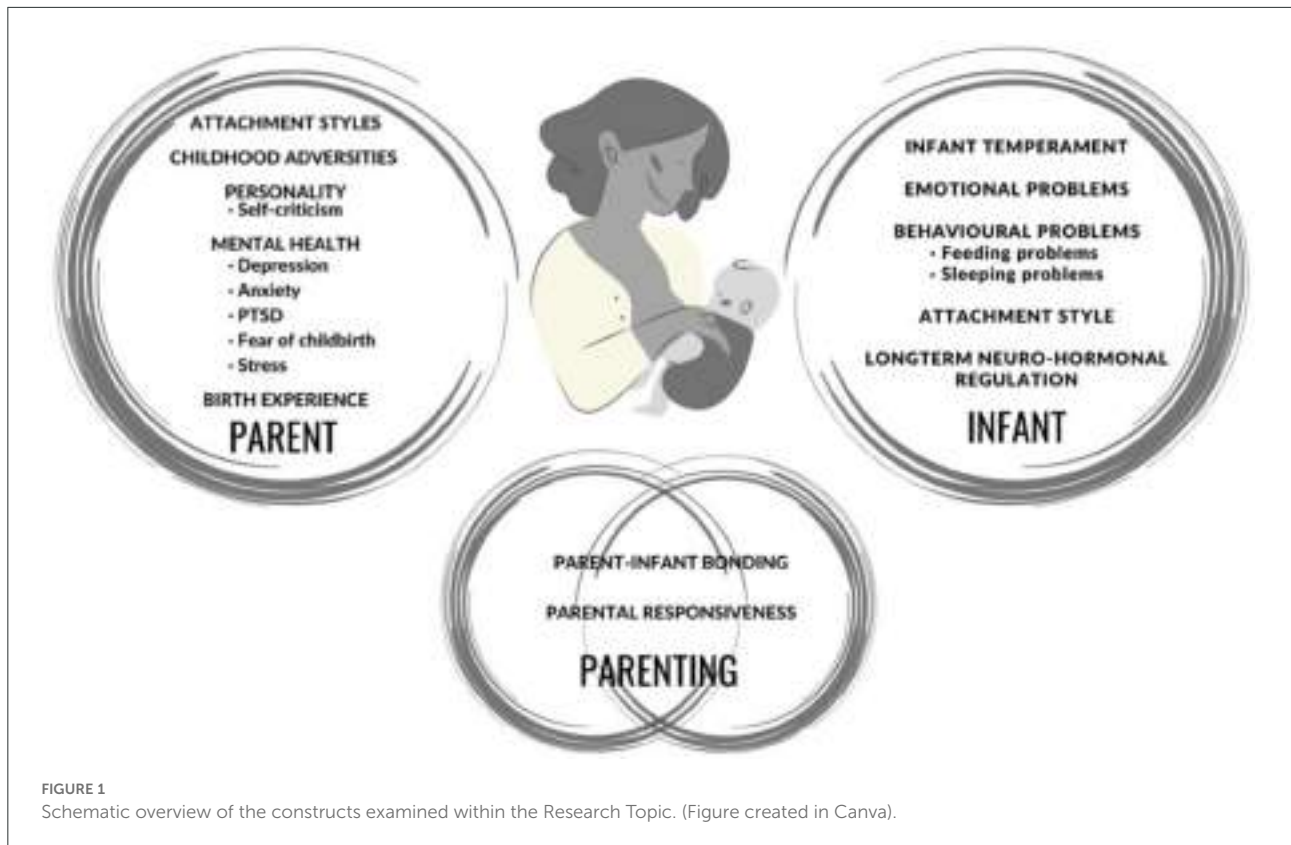 ATTACHMENT STYLES
CHILDHOOD ADVERSITIES
PERSONALITY
- Self-criticism
MENTAL HEALTH
- Depression
- Anxiety
- PTSD
- Fear of childbirth
- Stress
BIRTH EXPERIENCE
PARENT
INFANT TEMPERAMENT
EMOTIONAL PROBLEMS
BEHAVIOURAL PROBLEMS
- Feeding problems
- Sleeping problems
ATTACHMENT STYLE
LONGTERM NEURO-HORMONAL
REGULATION
INFANT
PARENT-INFANT BONDING
PARENTAL RESPONSIVENESS
PARENTING
FIGURE 1
Schematic overview of the constructs examined within the Research Topic. (Figure created in Canva).